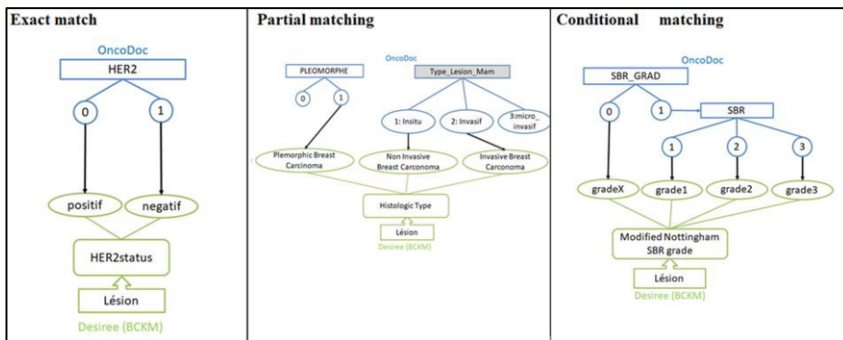 Exact match
OncoDoc
HER2
0
1
positif
negatif
HER2status
Lésion
Desiree (BCKM)
Partial matching
OncoDoc
PLEOMORPHE
Type_Lesion_Mam
0
1
1: Insitu
2: Invasif
3:micro_
invasif
Plemorphic Breast
Carcinoma
Non Invasive
Breast Carconoma
Invasive Breast
Carconoma
Histologic Type
Lésion
Desiree (BCKM)
Conditional matching
OncoDoc
SBR_GRAD
0
1
SBR
1
2
3
gradeX
grade1
grade2
grade3
Modified Nottingham
SBR grade
Lésion
Desiree (BCKM)